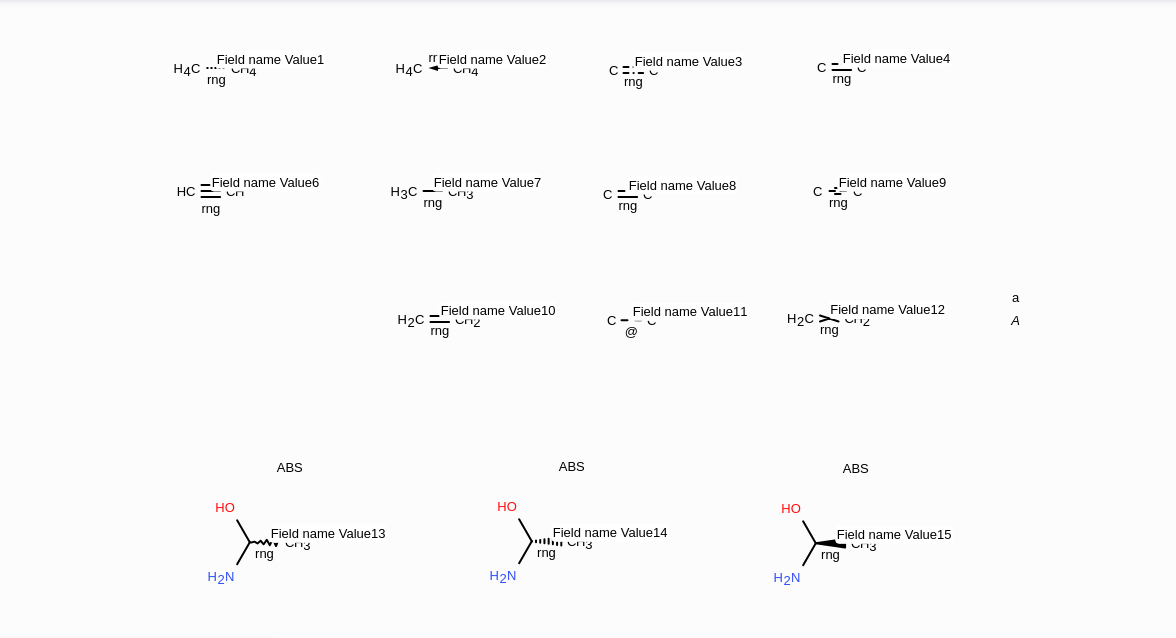 H4C Field name Value1 CH4
rng
H4C Field name Value2 CH4
C Field name Value3 C
rng
C Field name Value4 C
rng
HC Field name Value6 CH
rng
H3C Field name Value7 CH3
rng
C Field name Value8 C
rng
C Field name Value9 C
rng
H2C Field name Value10 CH2
rng
C Field name Value11 C
@
H2C Field name Value12 CH2
rng
a
A
ABS
HO
Field name Value13
CH3
rng
H2N
ABS
HO
Field name Value14
CH3
rng
H2N
ABS
HO
Field name Value15
CH3
rng
H2N